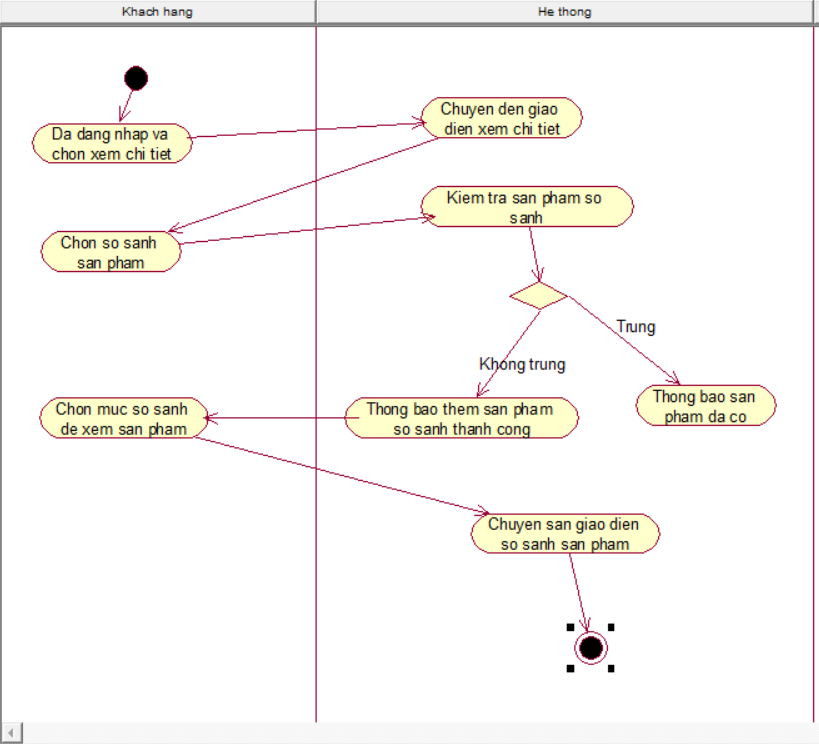 Khach hang
He thong
Da dang nhap va
chon xem chi tiet
Chuyen den giao
dien xem chi tiet
Kiem tra san pham so
sanh
Chon so sanh
san pham
Trung
Khong trung
Chon muc so sanh
de xem san pham
Thong bao them san pham
so sanh thanh cong
Thong bao san
pham da co
Chuyen san giao dien
so sanh san pham